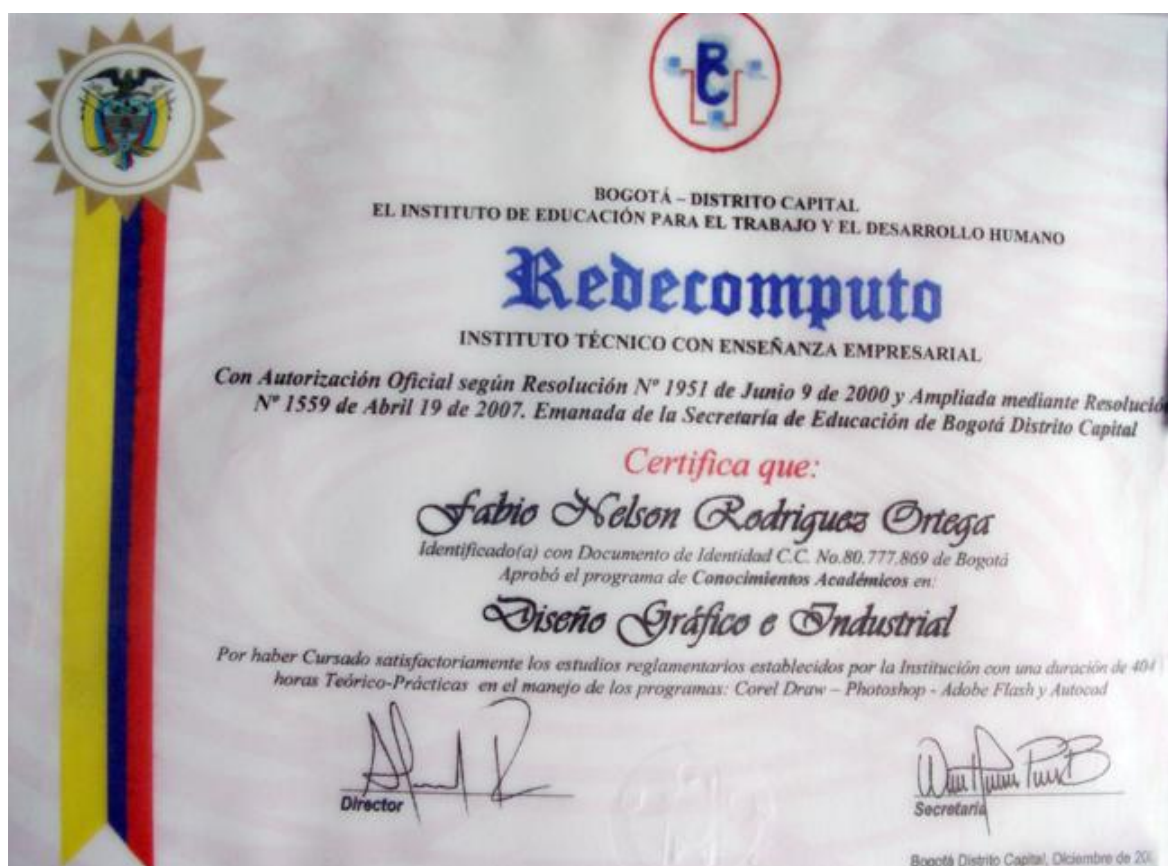 RC
BOGOTÁ – DISTRITO CAPITAL
EL INSTITUTO DE EDUCACIÓN PARA EL TRABAJO Y EL DESARROLLO HUMANO
Redecomputo
INSTITUTO TÉCNICO CON ENSEÑANZA EMPRESARIAL
Con Autorización Oficial según Resolución Nº 1951 de Junio 9 de 2000 y Ampliada mediante Resolució
Nº 1559 de Abril 19 de 2007. Emanada de la Secretaría de Educación de Bogotá Distrito Capital
Certifica que:
Fabio Nelson Rodriguez Ortega
Identificado(a) con Documento de Identidad C.C. No.80.777.869 de Bogotá
Aprobó el programa de Conocimientos Académicos en:
Diseño Gráfico e Industrial
Por haber Cursado satisfactoriamente los estudios reglamentarios establecidos por la Institución con una duración de 404
horas Teórico-Prácticas en el manejo de los programas: Corel Draw – Photoshop - Adobe Flash y Autocad
Director
Secretaria
Bogotá Distrito Capital, Diciembre de 20